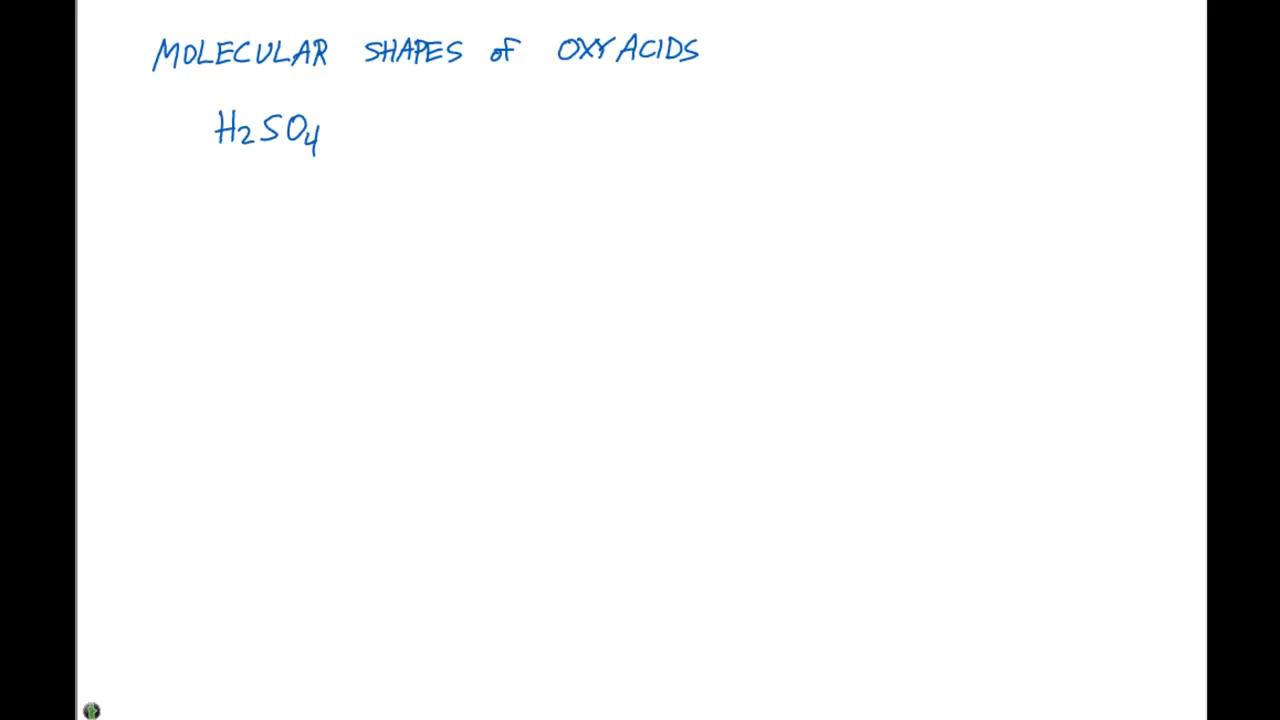 MOLECULAR SHAPES of OXYACIDS
H₂SO₄